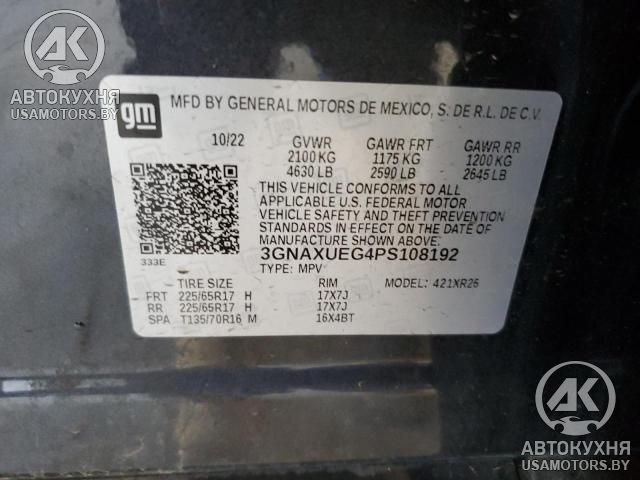 AK
АВТОКУХНЯ
USAMOTORS.BY
gm
MFD BY GENERAL MOTORS DE MEXICO, S. DE R.L. DE C.V.
10/22 GVWR GAWR FRT GAWR RR
2100 KG 1175 KG 1200 KG
4630 LB 2590 LB 2645 LB
THIS VEHICLE CONFORMS TO ALL
APPLICABLE U.S. FEDERAL MOTOR
VEHICLE SAFETY AND THEFT PREVENTION
STANDARDS IN EFFECT ON THE DATE OF
MANUFACTURE SHOWN ABOVE.
333E
3GNAXUEG4PS108192
TYPE: MPV MODEL: 421XR26
TIRE SIZE RIM
FRT 225/65R17 H 17X7J
RR 225/65R17 H 17X7J
SPA T135/70R16 M 16X4BT
AK
АВТОКУХНЯ
USAMOTORS.BY